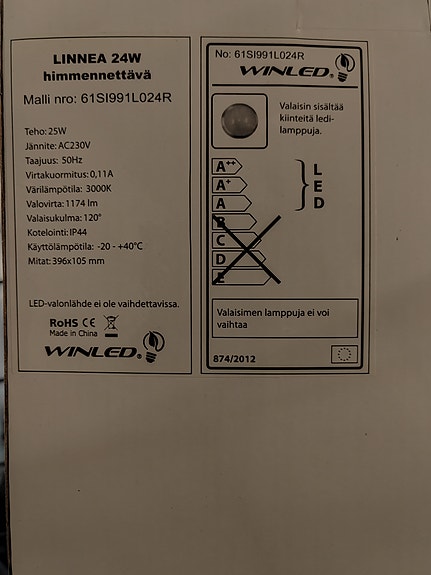 LINNEA 24W
himmennettävä
Malli nro: 61SI991L024R
Teho: 25W
Jännite: AC230V
Taajuus: 50Hz
Virtakuormitus: 0,11A
Värilämpötila: 3000K
Valovirta: 1174 lm
Valaisukulma: 120°
Kotelointi: IP44
Käyttölämpötila: -20 - +40°C
Mitat: 396x105 mm
LED-valonlähde ei ole vaihdettavissa.
RoHS CE
Made in China
WINLED®
No: 61SI991L024R
WINLED®
Valaisin sisältää
kiinteitä ledi-
lamppuja.
A++
A+
A
B
C
D
E
L
E
D
Valaisimen lamppuja ei voi
vaihtaa
874/2012